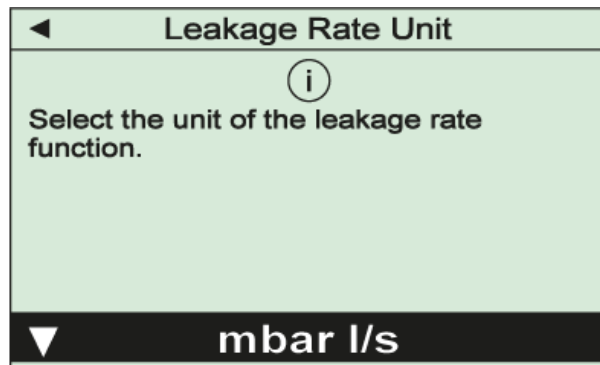 Leakage Rate Unit
i
Select the unit of the leakage rate
function.
mbar l/s